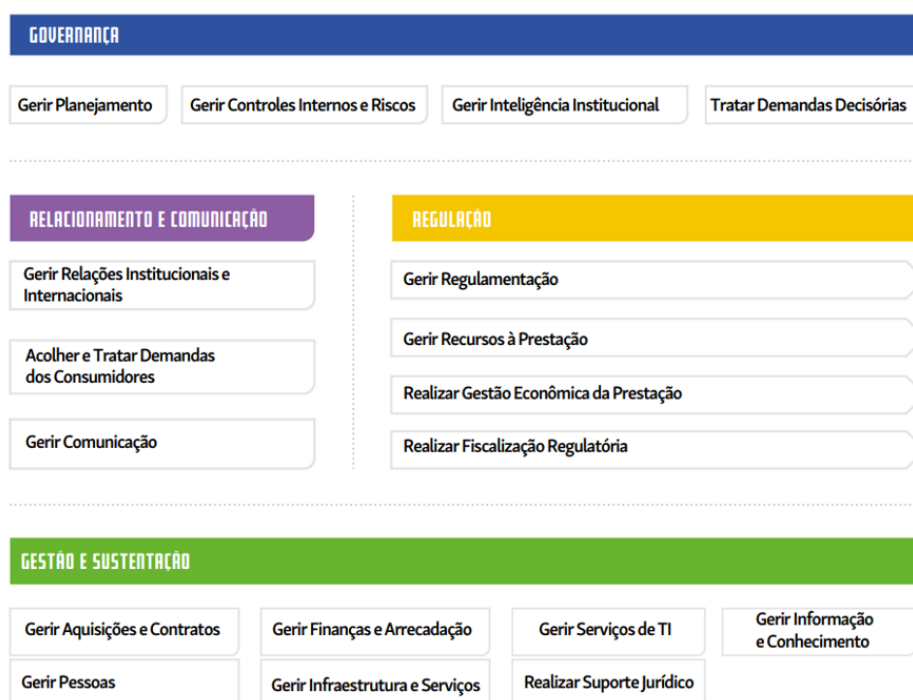 GOVERNANÇA
Gerir Planejamento
Gerir Controles Internos e Riscos
Gerir Inteligência Institucional
Tratar Demandas Decisórias
RELACIONAMENTO E COMUNICAÇÃO
Gerir Relações Institucionais e
Internacionais
Acolher e Tratar Demandas
dos Consumidores
Gerir Comunicação
REGULAÇÃO
Gerir Regulamentação
Gerir Recursos à Prestação
Realizar Gestão Econômica da Prestação
Realizar Fiscalização Regulatória
GESTÃO E SUSTENTAÇÃO
Gerir Aquisições e Contratos
Gerir Finanças e Arrecadação
Gerir Serviços de TI
Gerir Informação
e Conhecimento
Gerir Pessoas
Gerir Infraestrutura e Serviços
Realizar Suporte Jurídico